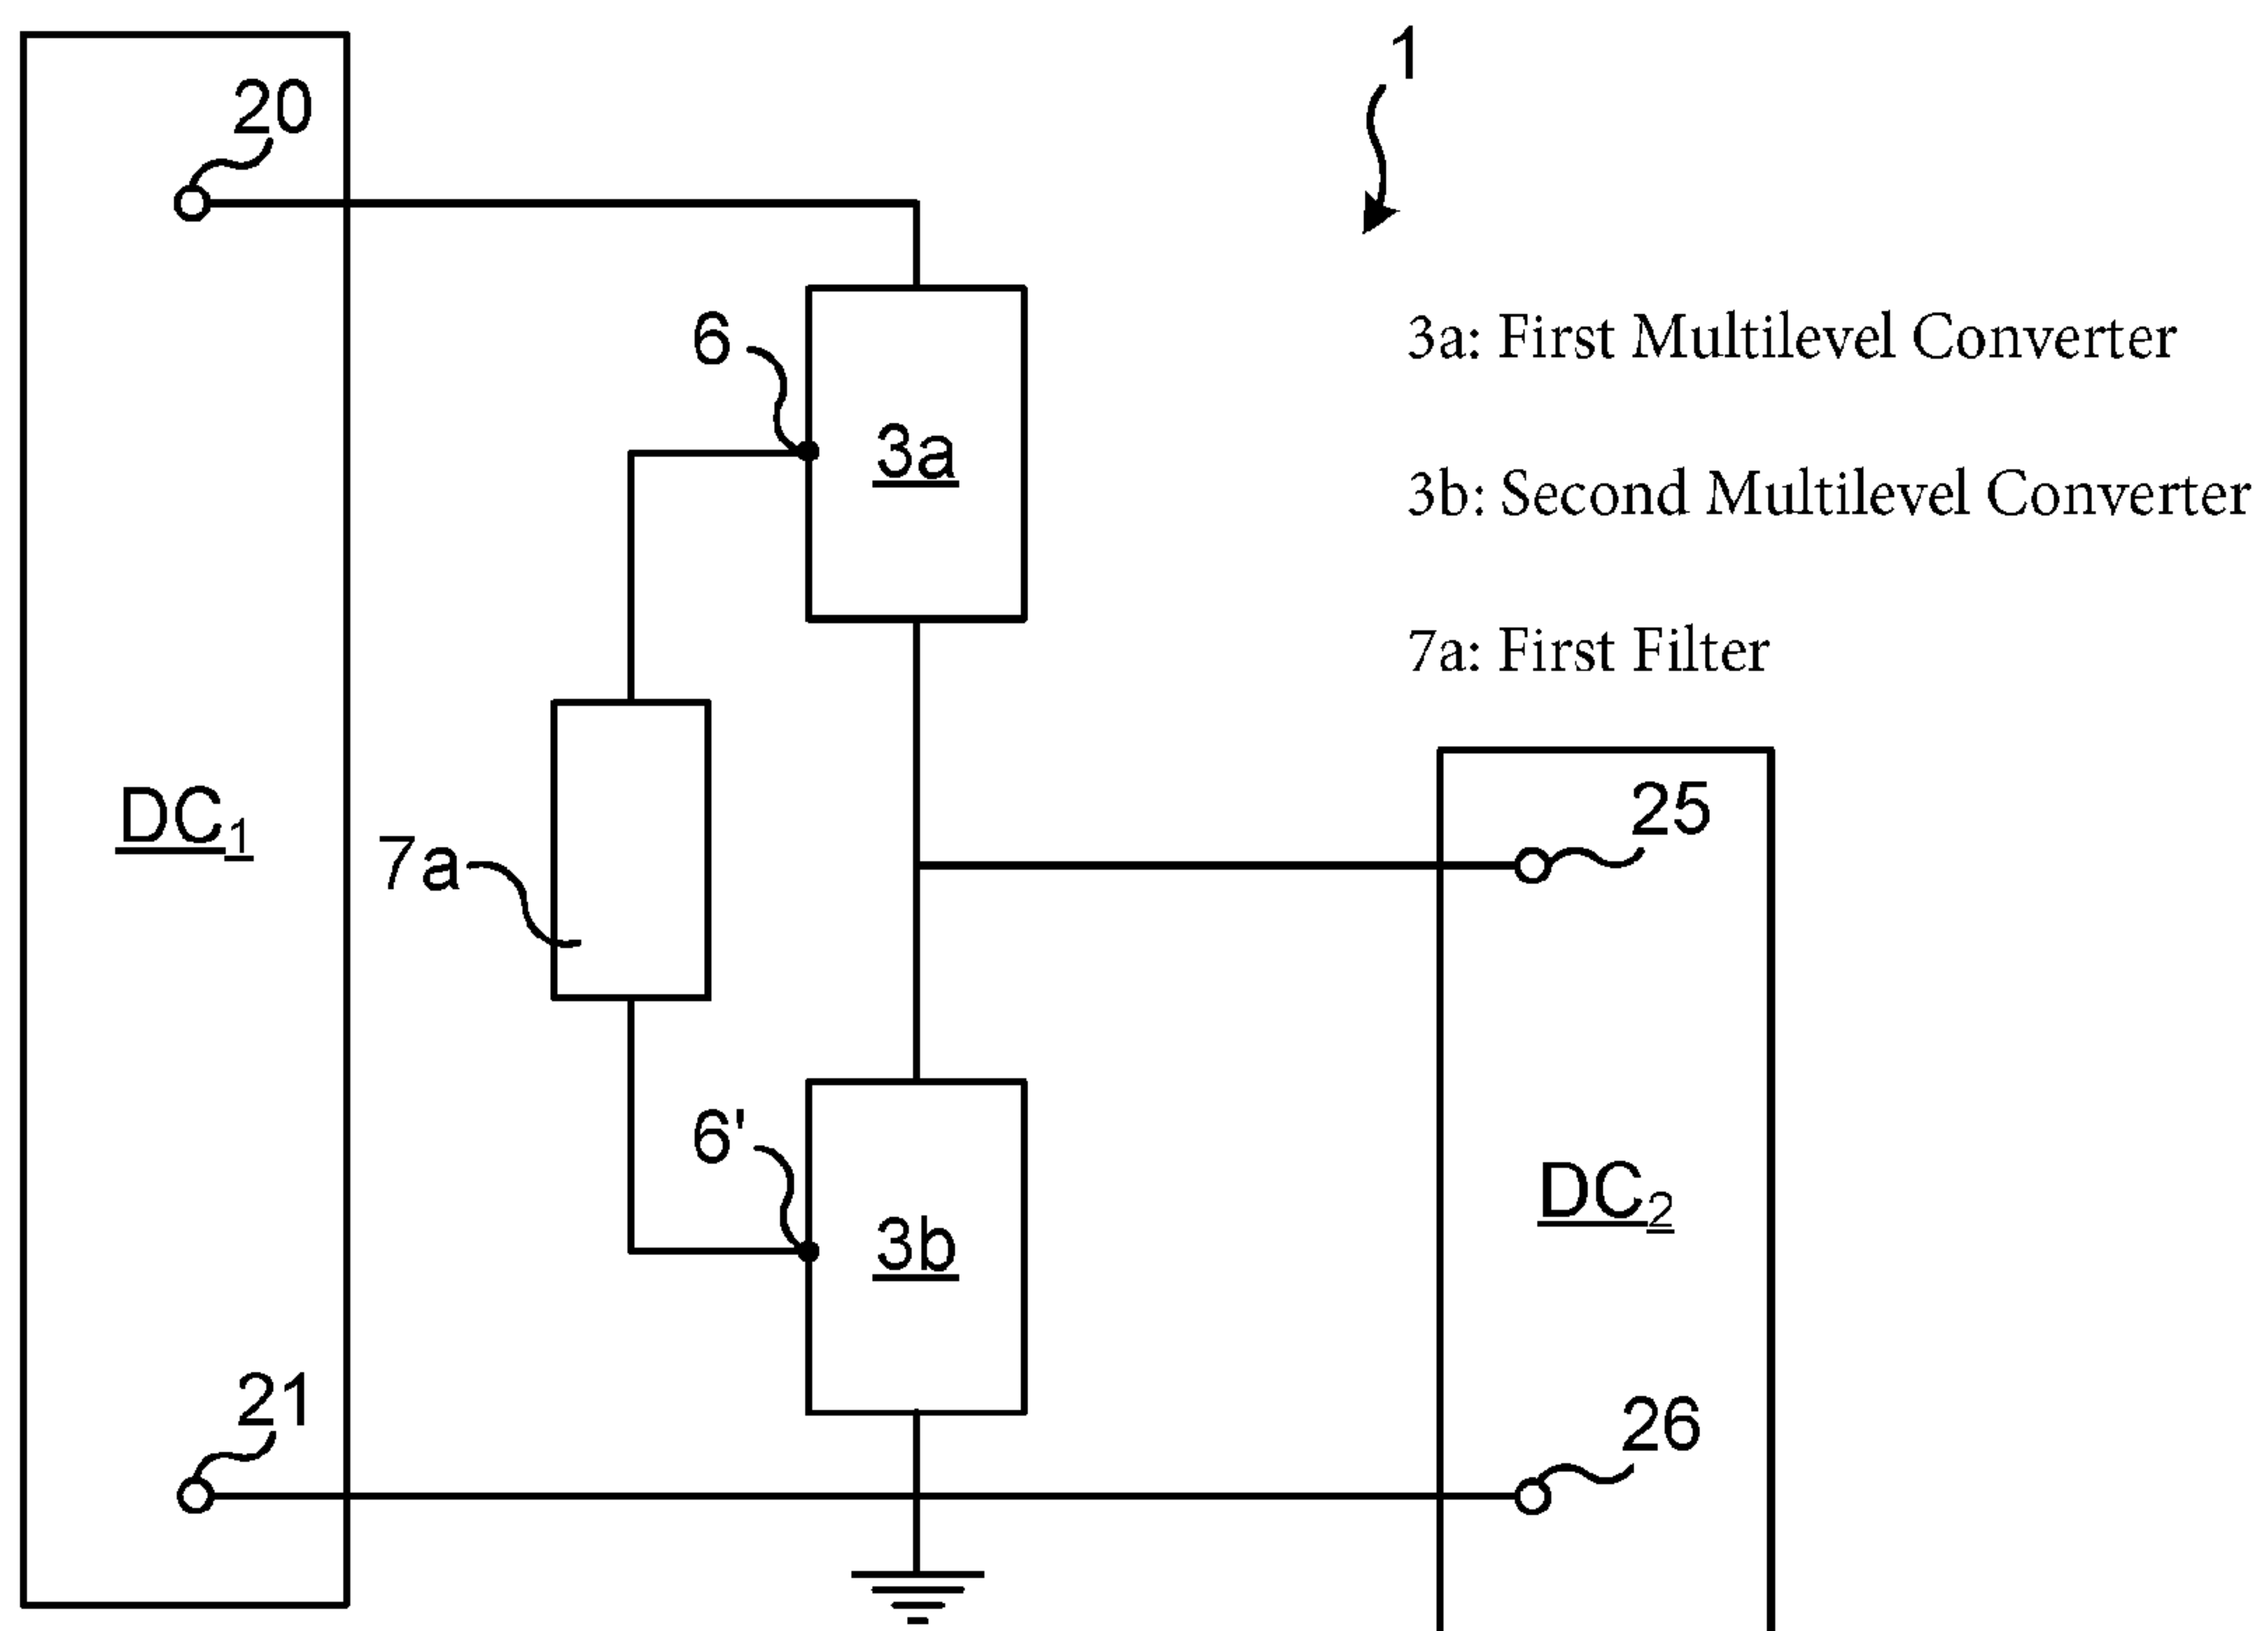 1
20
6
3a
3a: First Multilevel Converter
3b: Second Multilevel Converter
7a: First Filter
DC1
7a
25
6'
3b
DC2
21
26